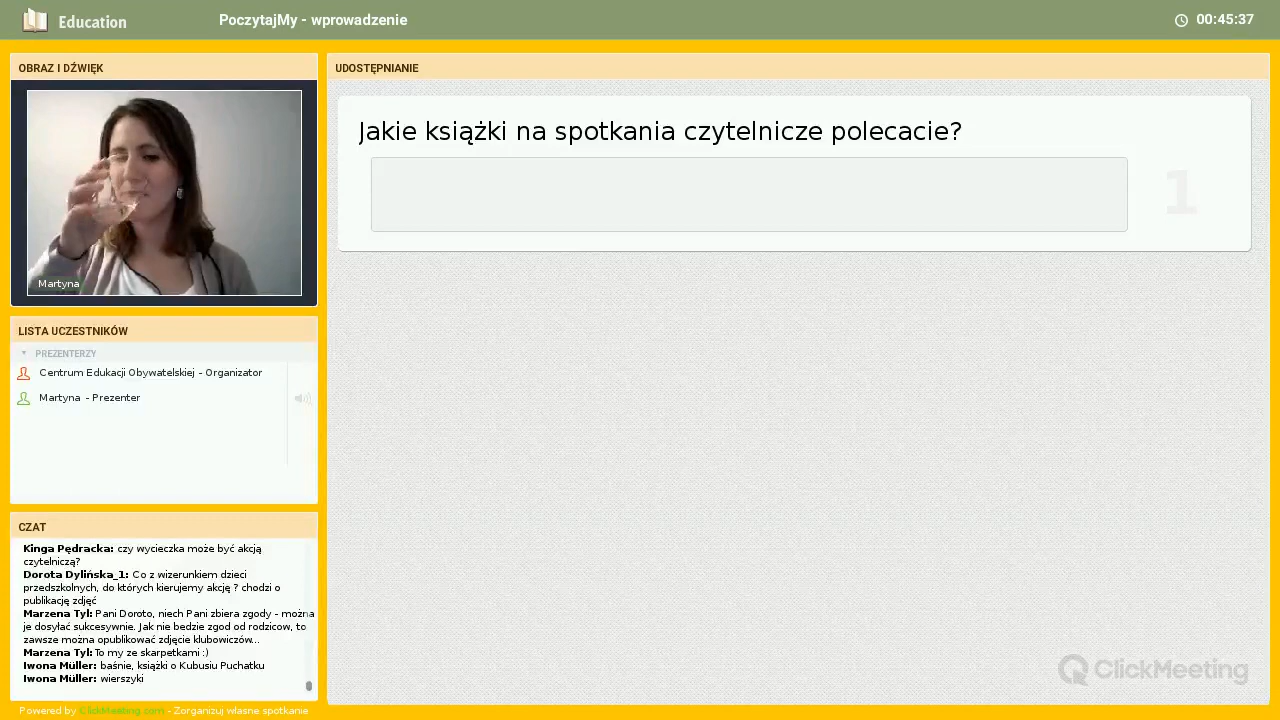 Education
PoczytajMy - wprowadzenie
00:45:37
OBRAZ I DŹWIĘK
Martyna
LISTA UCZESTNIKÓW
PREZENTERZY
Centrum Edukacji Obywatelskiej - Organizator
Martyna - Prezenter
CZAT
Kinga Pędracka: czy wycieczka może być akcją
czytelniczą?
Dorota Dylińska_1: Co z wizerunkiem dzieci
przedszkolnych, do których kierujemy akcję ? chodzi o
publikację zdjęć
Marzena Tyl: Pani Doroto, niech Pani zbiera zgody - można
je dosyłać sukcesywnie. Jak nie bedzie zgod od rodzicow, to
zawsze można opublikować zdjęcie klubowiczów...
Marzena Tyl: To my ze skarpetkami :)
Iwona Müller: baśnie, książki o Kubusiu Puchatku
Iwona Müller: wierszyki
Powered by ClickMeeting.com - Zorganizuj własne spotkanie
UDOSTĘPNIANIE
Jakie książki na spotkania czytelnicze polecacie?
1
ClickMeeting